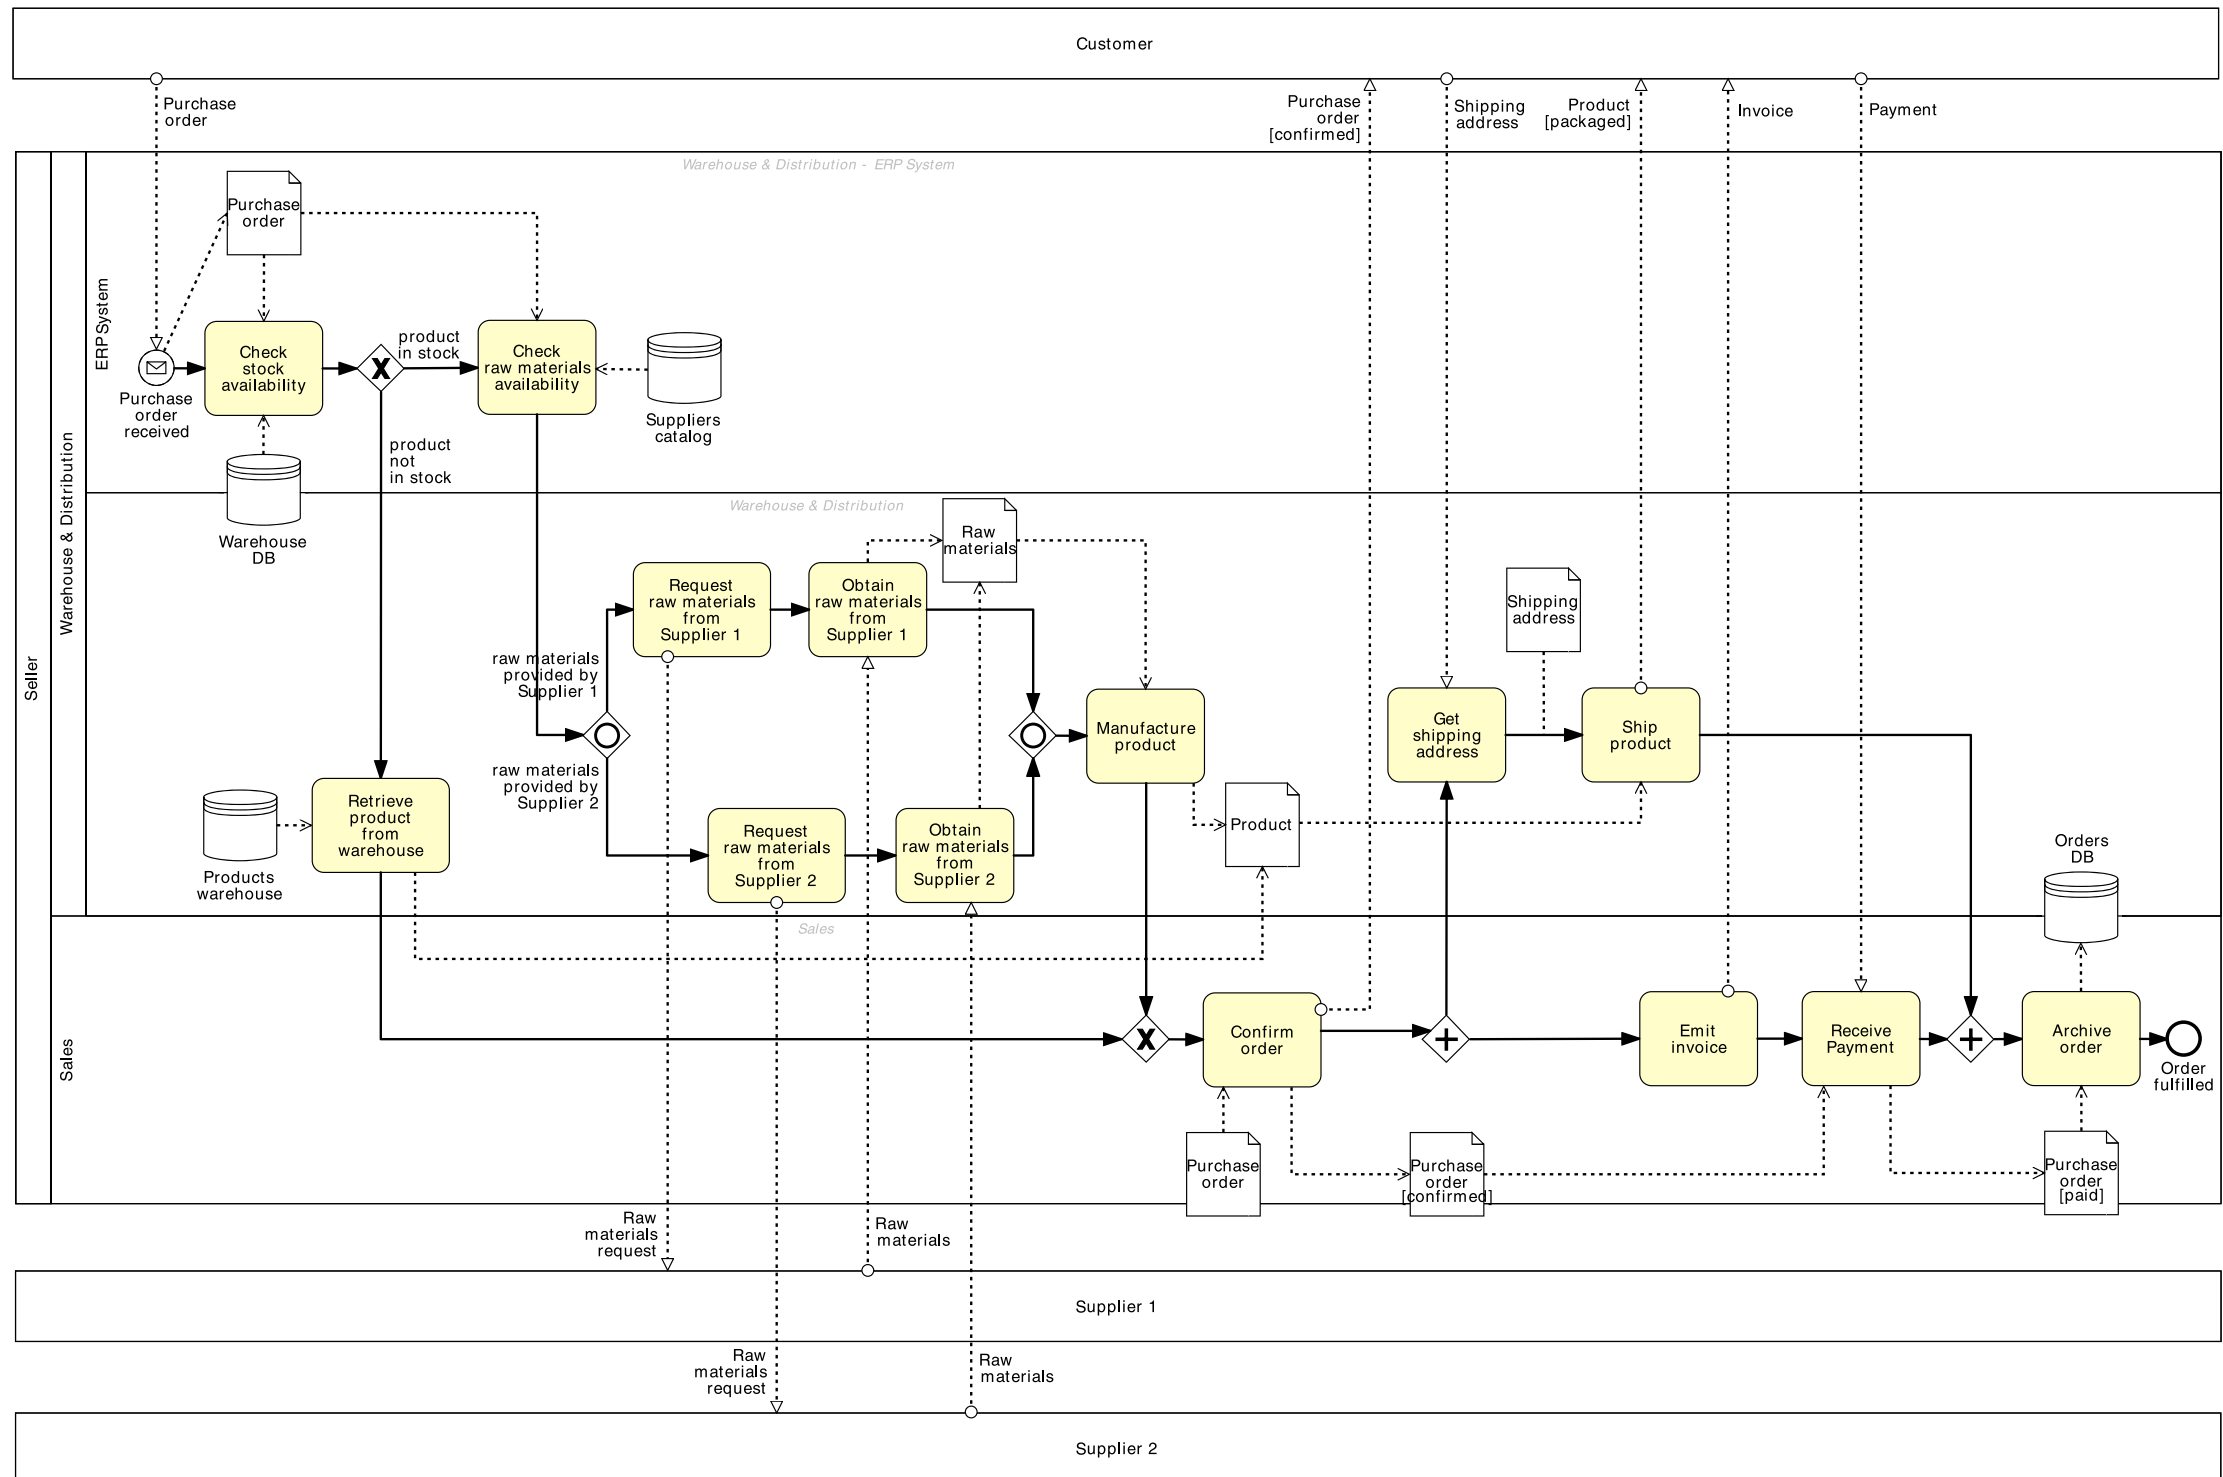 Customer
Purchase
order
Purchase
order
[confirmed]
Shipping
address
Product
[packaged]
Invoice
Payment
Seller
Warehouse & Distribution
ERP System
Warehouse & Distribution - ERP System
Purchase
order
Purchase
order
received
Check
stock
availability
product
in stock
product
not
in stock
Check
raw materials
availability
Suppliers
catalog
Warehouse
DB
Warehouse & Distribution
Raw
materials
Request
raw materials
from
Supplier 1
Obtain
raw materials
from
Supplier 1
raw materials
provided by
Supplier 1
raw materials
provided by
Supplier 2
Request
raw materials
from
Supplier 2
Obtain
raw materials
from
Supplier 2
Manufacture
product
Shipping
address
Get
shipping
address
Ship
product
Product
Retrieve
product
from
warehouse
Products
warehouse
Orders
DB
Sales
Sales
Confirm
order
Emit
invoice
Receive
Payment
Archive
order
Order
fulfilled
Purchase
order
Purchase
order
[confirmed]
Purchase
order
[paid]
Raw
materials
request
Raw
materials
Supplier 1
Raw
materials
request
Raw
materials
Supplier 2